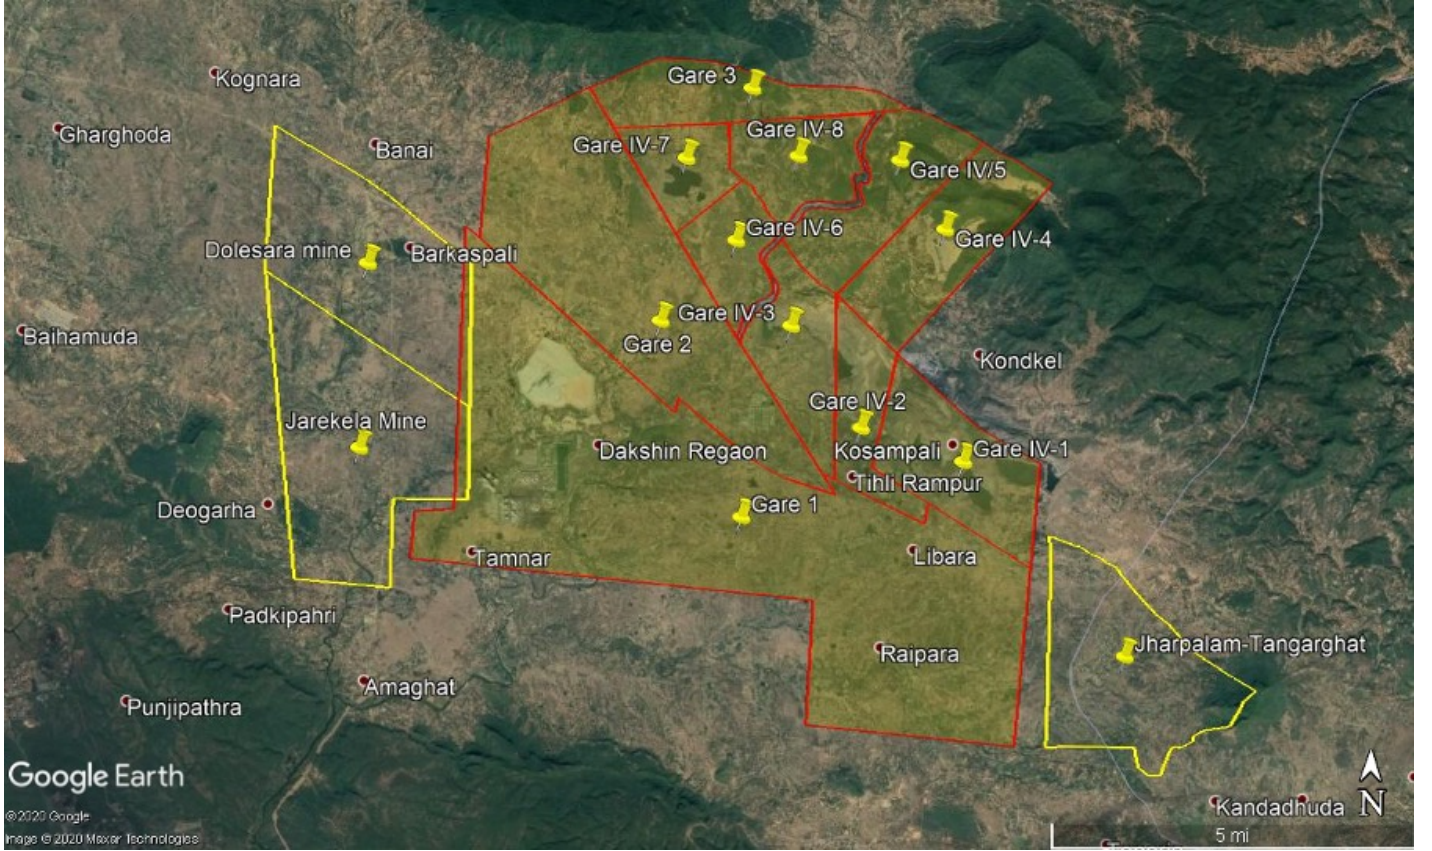 Gare 3
Kognara
Gharghoda
Banai
Gare IV-7
Gare IV-8
Gare IV/5
Dolesara mine
Barkaspali
Gare IV-6
Gare IV-4
Baihamuda
Gare 2
Gare IV-3
Kondkel
Jarekela Mine
Gare IV-2
Dakshin Regaon
Kosampali
Gare IV-1
Tihli Rampur
Deogarha
Gare 1
Tamnar
Libara
Padkipahri
Raipara
Jharpalam-Tangarghat
Amaghat
Punjipathra
Google Earth
N
Kandadhuda
©2020 Google
5 mi
Image © 2020 Maxar Technologies